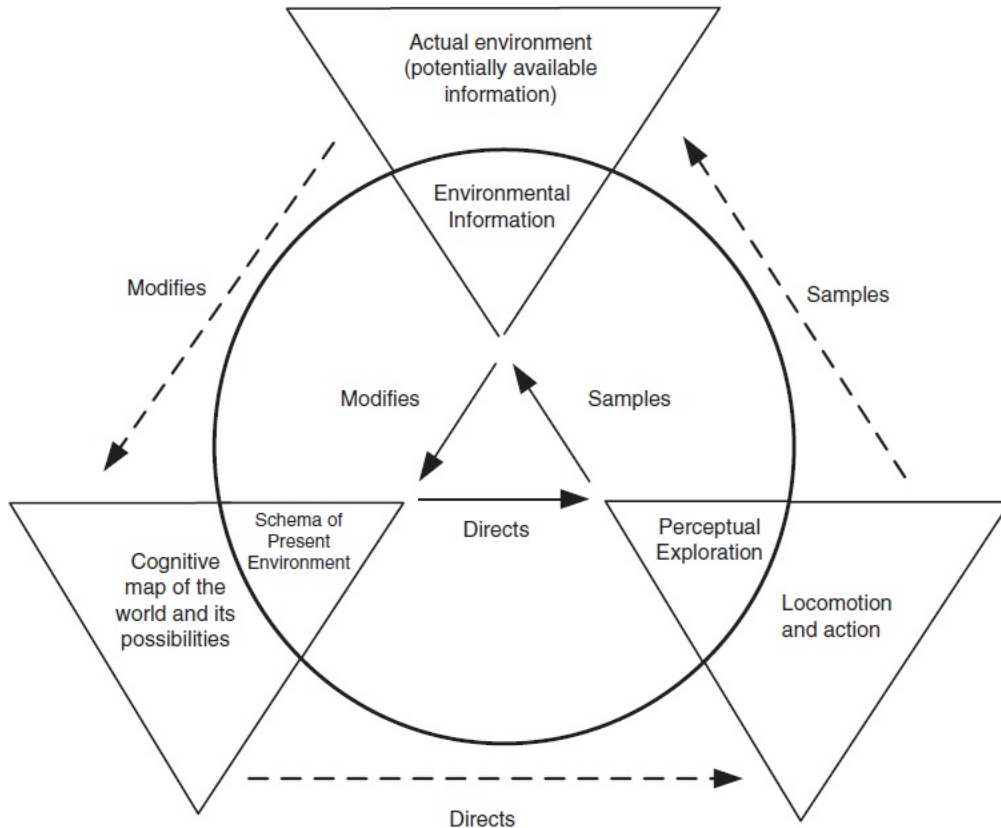 Actual environment
(potentially available
information)
Environmental
Information
Modifies
Samples
Modifies
Samples
Directs
Schema of
Present
Environment
Cognitive
map of the
world and its
possibilities
Perceptual
Exploration
Locomotion
and action
Directs